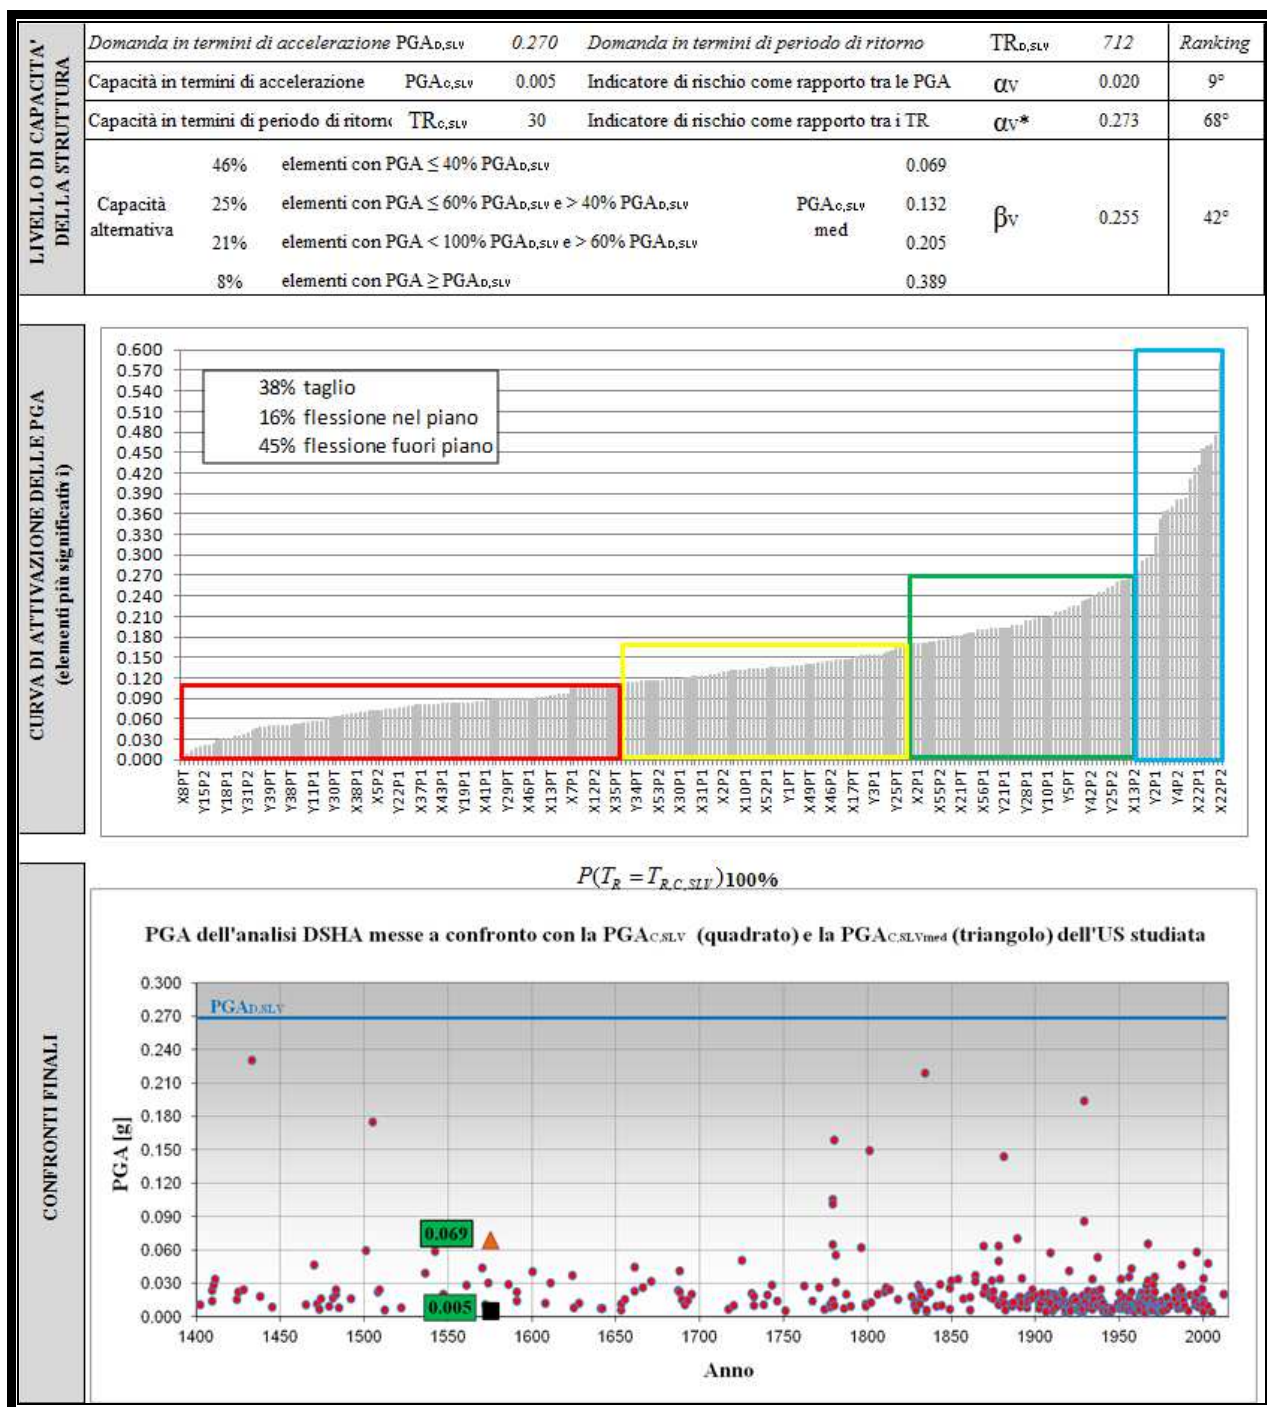 LIVELLO DI CAPACITA'
DELLA STRUTTURA
Domanda in termini di accelerazione PGAD,SLV 0.270 Domanda in termini di periodo di ritorno TRD,SLV 712 Ranking
Capacità in termini di accelerazione PGAC,SLV 0.005 Indicatore di rischio come rapporto tra le PGA αV 0.020 9°
Capacità in termini di periodo di ritorno TRC,SLV 30 Indicatore di rischio come rapporto tra i TR αV* 0.273 68°
Capacità
alternativa
46% elementi con PGA ≤ 40% PGAD,SLV 0.069
25% elementi con PGA ≤ 60% PGAD,SLV e > 40% PGAD,SLV 0.132
21% elementi con PGA < 100% PGAD,SLV e > 60% PGAD,SLV 0.205
8% elementi con PGA ≥ PGAD,SLV 0.389
PGAC,SLV
med
βV 0.255 42°
CURVA DI ATTIVAZIONE DELLE PGA
(elementi più significativi)
0.600
0.570
0.540
0.510
0.480
0.450
0.420
0.390
0.360
0.330
0.300
0.270
0.240
0.210
0.180
0.150
0.120
0.090
0.060
0.030
0.000
38% taglio
16% flessione nel piano
45% flessione fuori piano
X8PT Y15P2 Y18P1 Y31P2 Y39PT Y38PT Y11P1 Y30PT X38P1 X5P2 Y22P1 X37P1 X44P1 Y19P1 X41P1 Y29PT X46P1 X13PT X7P1 X12P2 X35PT Y34PT X53P2 X30P1 X31P1 X2P2 X10P1 X52P1 Y1PT X49P2 X46P2 X17PT Y3P1 Y25PT X2P1 X55P2 X21PT X56P1 Y21P1 Y28P1 Y10P1 Y5PT Y42P2 Y25P2 X13P2 Y2P1 Y4P2 X22P1 X22P2
CONFRONTI FINALI
P(TR = TR,C,SLV)100%
PGA dell'analisi DSHA messe a confronto con la PGAC,SLV (quadrato) e la PGAC,SLVmed (triangolo) dell'US studiata
PGA [g]
0.300
0.270
0.240
0.210
0.180
0.150
0.120
0.090
0.060
0.030
0.000
PGAD,SLV
0.069
0.005
1400 1450 1500 1550 1600 1650 1700 1750 1800 1850 1900 1950 2000
Anno